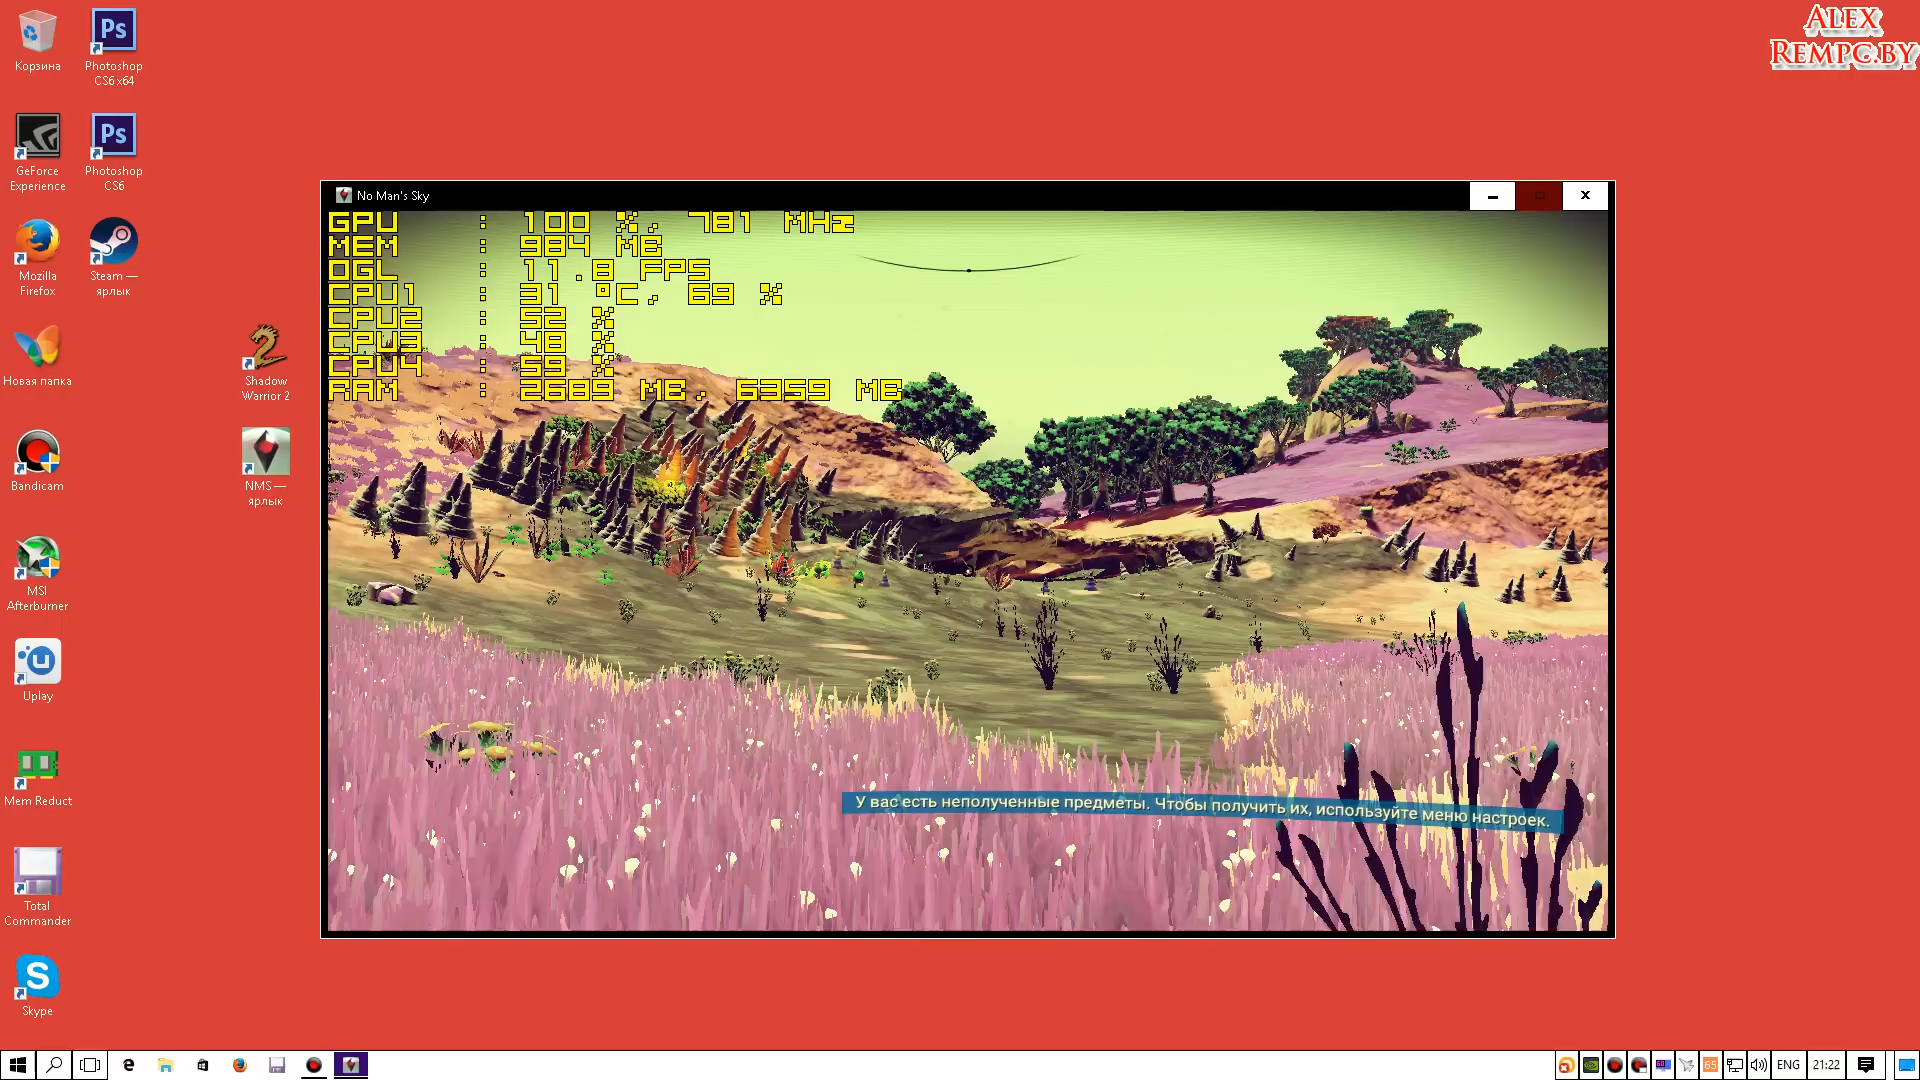 Корзина
Photoshop
CS6 x64
GeForce
Experience
Photoshop
CS6
Mozilla
Firefox
Steam —
ярлык
Новая папка
Shadow
Warrior 2
Bandicam
NMS —
ярлык
MSI
Afterburner
Uplay
Mem Reduct
Total
Commander
Skype
ALEX
REMPC.BY
No Man's Sky
GPU : 100 %, 781 MHz
MEM : 984 MB
OGL : 11.8 FPS
CPU1 : 31 °C, 69 %
CPU2 : 52 %
CPU3 : 48 %
CPU4 : 59 %
RAM : 2689 MB, 6359 MB
У вас есть неполученные предметы. Чтобы получить их, используйте меню настроек.
65
ENG
21:22